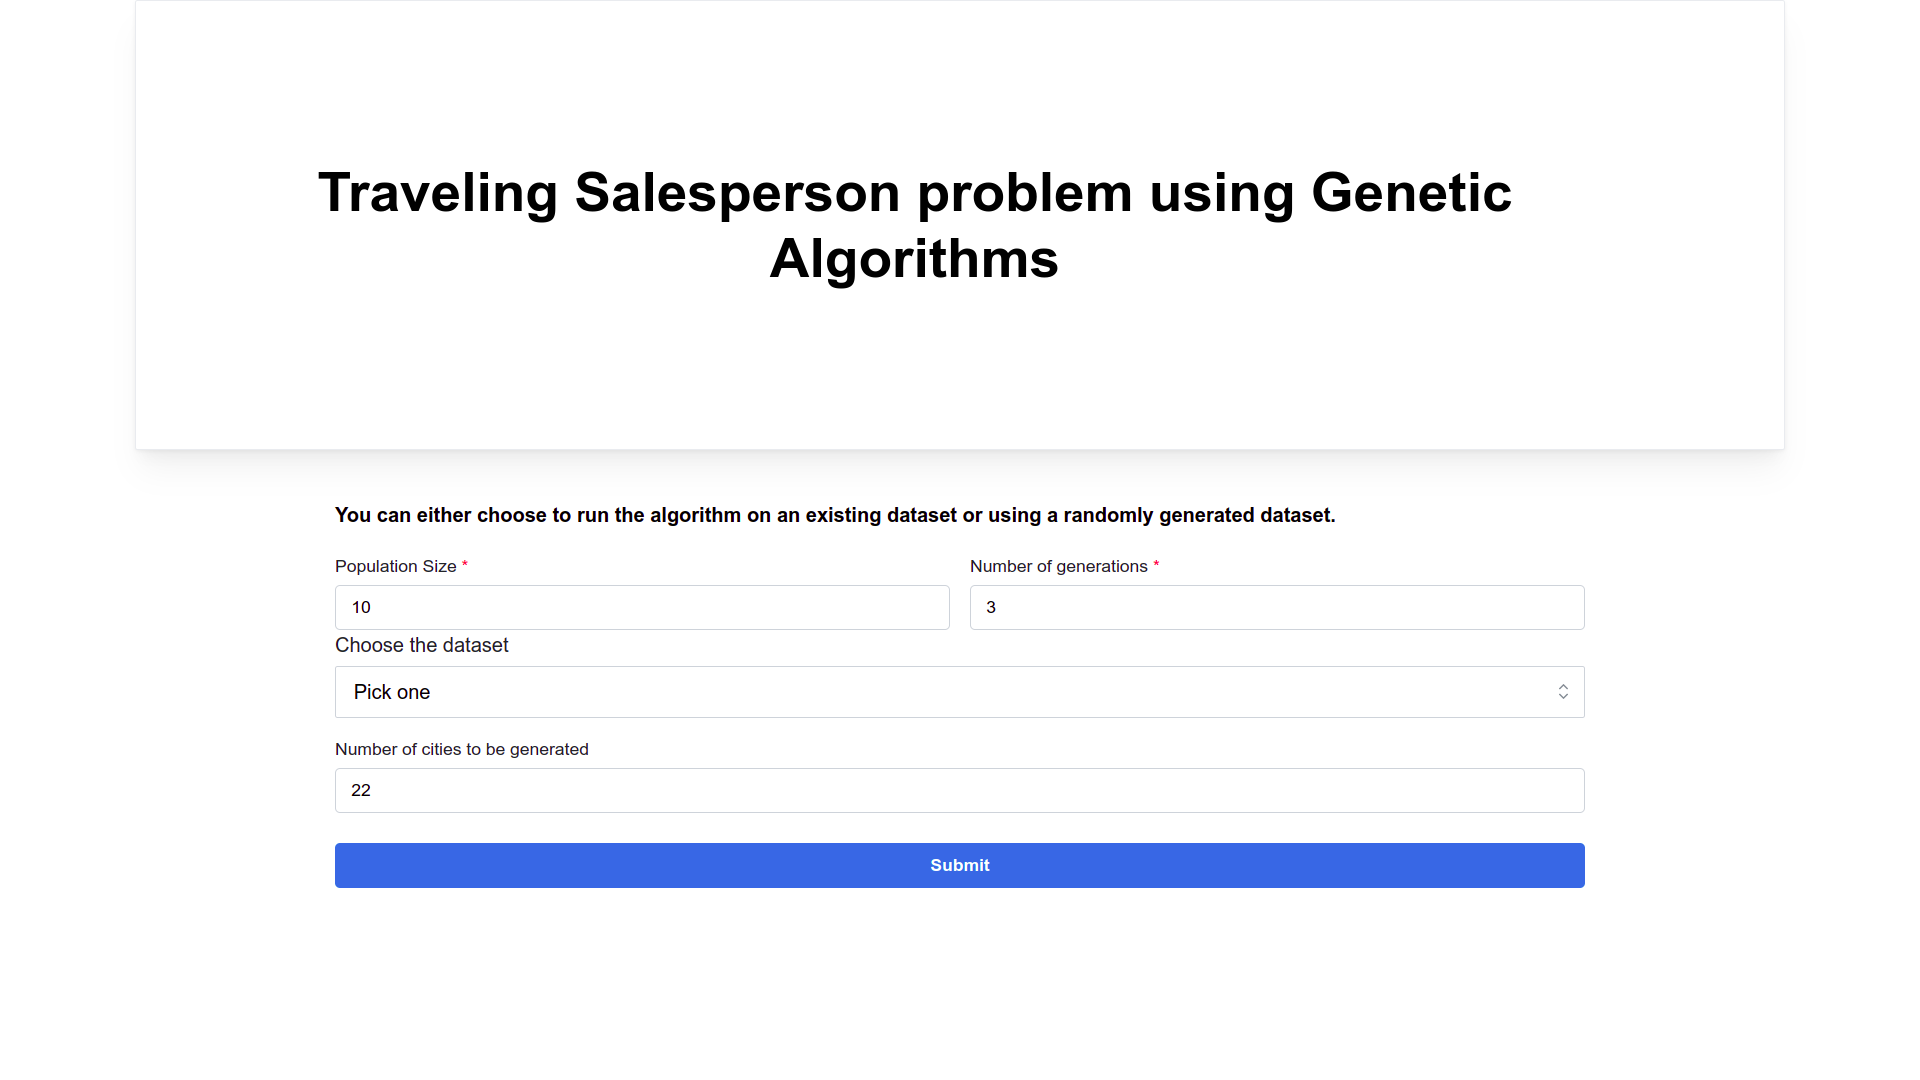 Traveling Salesperson problem using Genetic
Algorithms
You can either choose to run the algorithm on an existing dataset or using a randomly generated dataset.
Population Size *
Number of generations *
10
3
Choose the dataset
Pick one
Number of cities to be generated
22
Submit